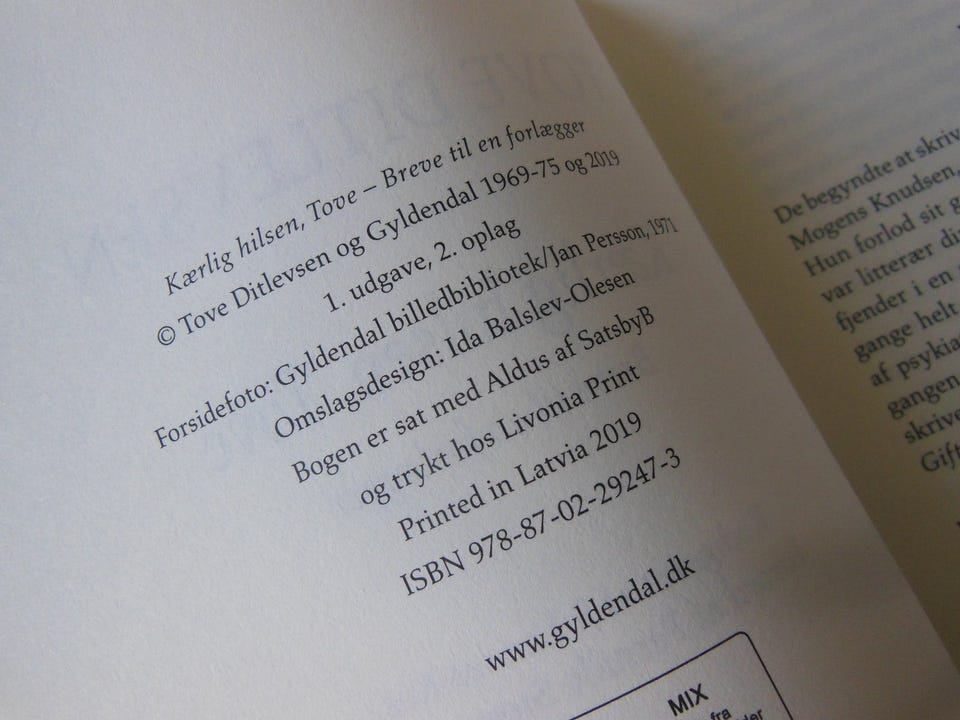 Kærlig hilsen, Tove – Breve til en forlægger
© Tove Ditlevsen og Gyldendal 1969-75 og 2019
1. udgave, 2. oplag
Forsidefoto: Gyldendal billedbibliotek/Jan Persson, 1971
Omslagsdesign: Ida Balslev-Olesen
Bogen er sat med Aldus af SatsbyB
og trykt hos Livonia Print
Printed in Latvia 2019
ISBN 978-87-02-29247-3
www.gyldendal.dk
MIX
fra
De begyndte at skriv
Mogens Knudsen,
Hun forlod sit g
var litterær di
fjender i en
gange helt
af psykia
gangen
skrive
Gift